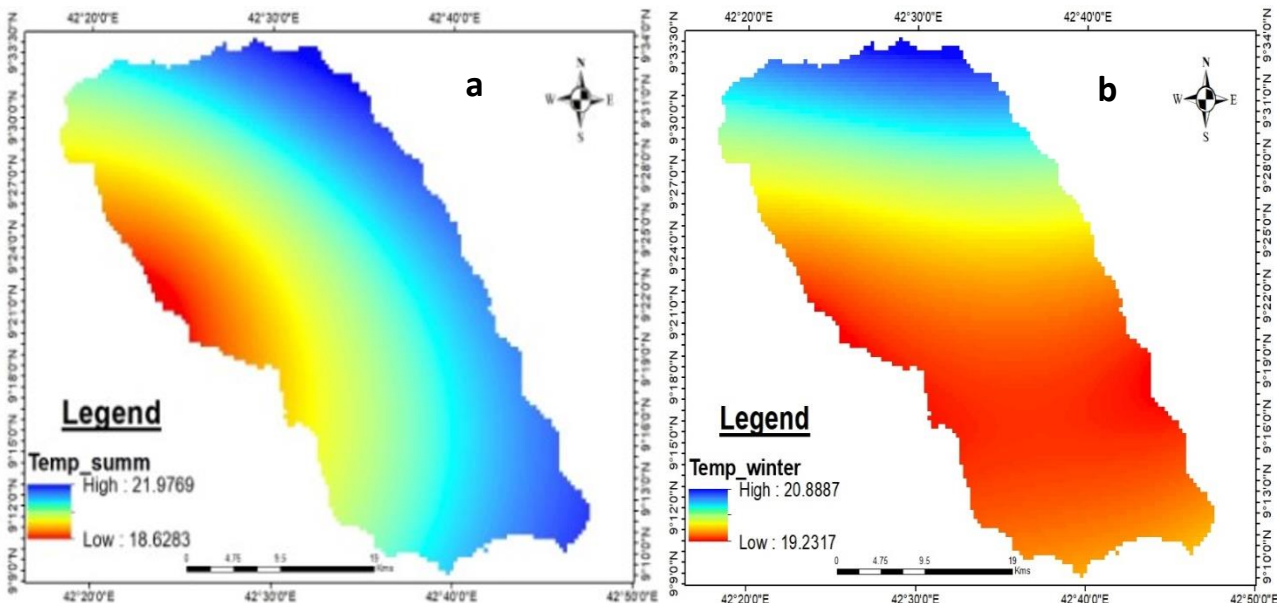 42°20'0"E 42°30'0"E 42°40'0"E
9°30'0"N
9°27'0"N
9°24'0"N
9°21'0"N
9°18'0"N
9°15'0"N
9°12'0"N
9°9'0"N
a
N
W E
S
Legend
Temp_summ
High : 21.9769
Low : 18.6283
0 4.75 9.5 19
Kms
9°34'0"N
9°31'0"N
9°28'0"N
9°25'0"N
9°22'0"N
9°19'0"N
9°16'0"N
9°13'0"N
9°10'0"N
42°20'0"E 42°30'0"E 42°40'0"E 42°50'0"E
42°20'0"E 42°30'0"E 42°40'0"E
9°30'0"N
9°27'0"N
9°24'0"N
9°21'0"N
9°18'0"N
9°15'0"N
9°12'0"N
9°9'0"N
b
N
W E
S
Legend
Temp_winter
High : 20.8887
Low : 19.2317
0 4.75 9.5 19
Kms
9°34'0"N
9°31'0"N
9°28'0"N
9°25'0"N
9°22'0"N
9°19'0"N
9°16'0"N
9°13'0"N
9°10'0"N
42°20'0"E 42°30'0"E 42°40'0"E 42°50'0"E